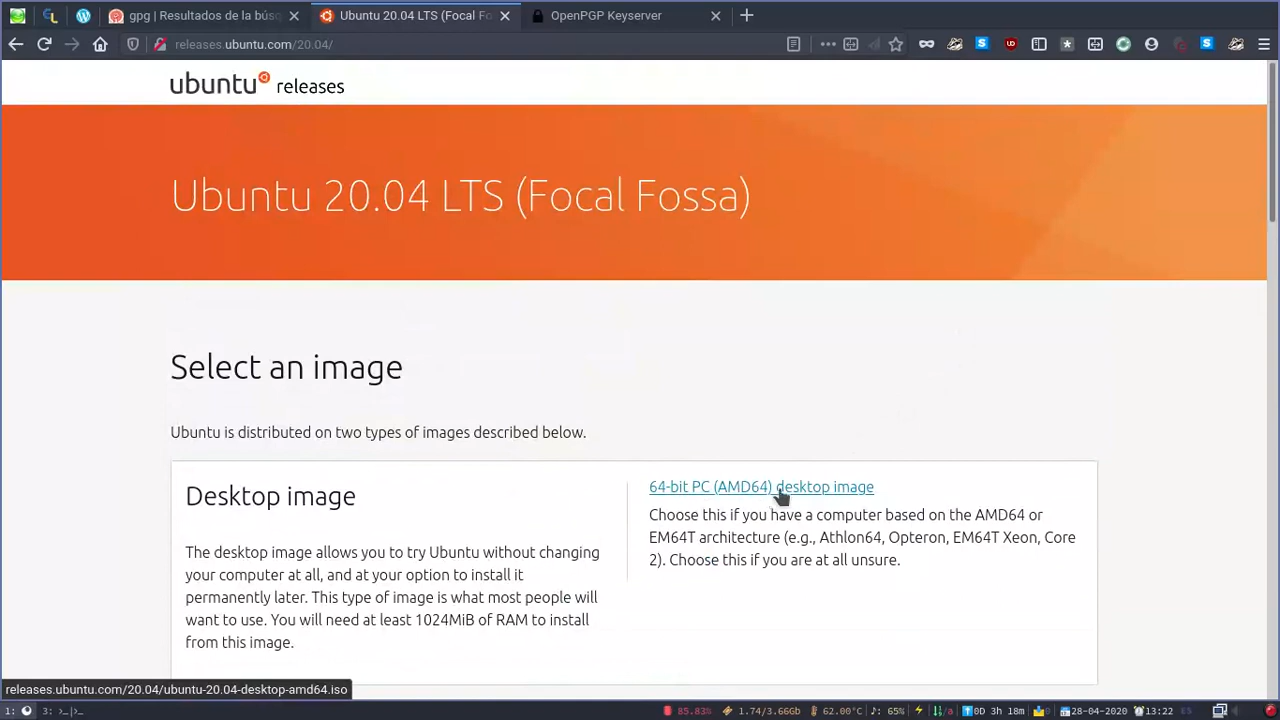 gpg | Resultados de la búsq
Ubuntu 20.04 LTS (Focal Fo
OpenPGP Keyserver
releases.ubuntu.com/20.04/
ubuntu releases
Ubuntu 20.04 LTS (Focal Fossa)
Select an image
Ubuntu is distributed on two types of images described below.
Desktop image
The desktop image allows you to try Ubuntu without changing
your computer at all, and at your option to install it
permanently later. This type of image is what most people will
want to use. You will need at least 1024MiB of RAM to install
from this image.
64-bit PC (AMD64) desktop image
Choose this if you have a computer based on the AMD64 or
EM64T architecture (e.g., Athlon64, Opteron, EM64T Xeon, Core
2). Choose this if you are at all unsure.
releases.ubuntu.com/20.04/ubuntu-20.04-desktop-amd64.iso
1: 3: 85.83% 1.74/3.66Gb 62.00°C 65% 0D 3h 18m 28-04-2020 13:22 ES